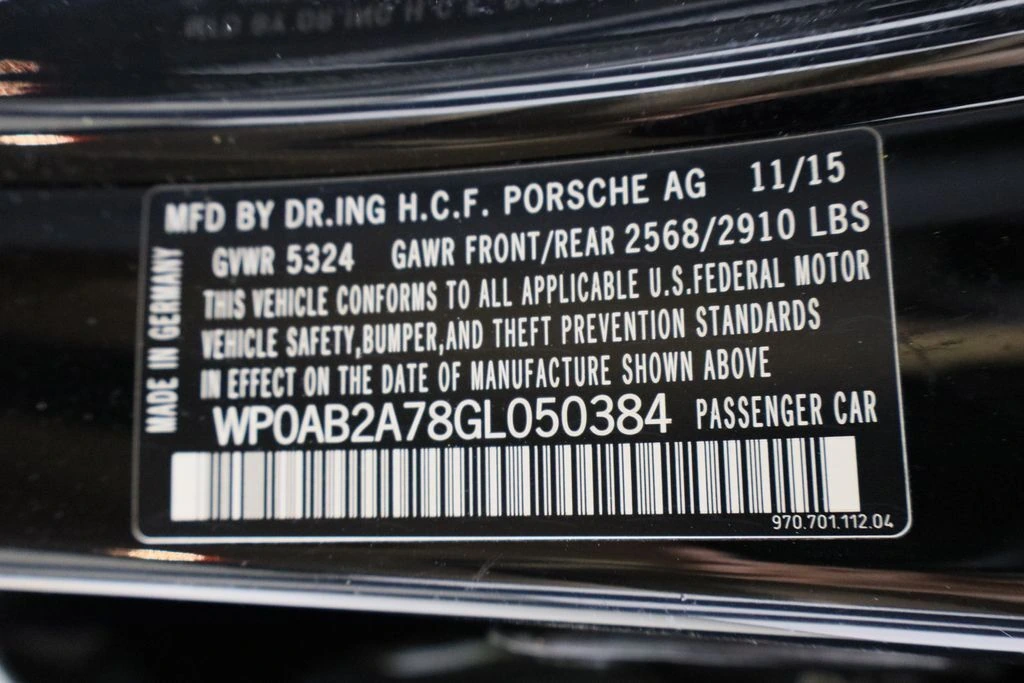 MFD BY DR.ING H.C.F. PORSCHE AG 11/15
GVWR 5324 GAWR FRONT/REAR 2568/2910 LBS
THIS VEHICLE CONFORMS TO ALL APPLICABLE U.S.FEDERAL MOTOR
VEHICLE SAFETY,BUMPER,AND THEFT PREVENTION STANDARDS
IN EFFECT ON THE DATE OF MANUFACTURE SHOWN ABOVE
WP0AB2A78GL050384 PASSENGER CAR
970.701.112.04
MADE IN GERMANY